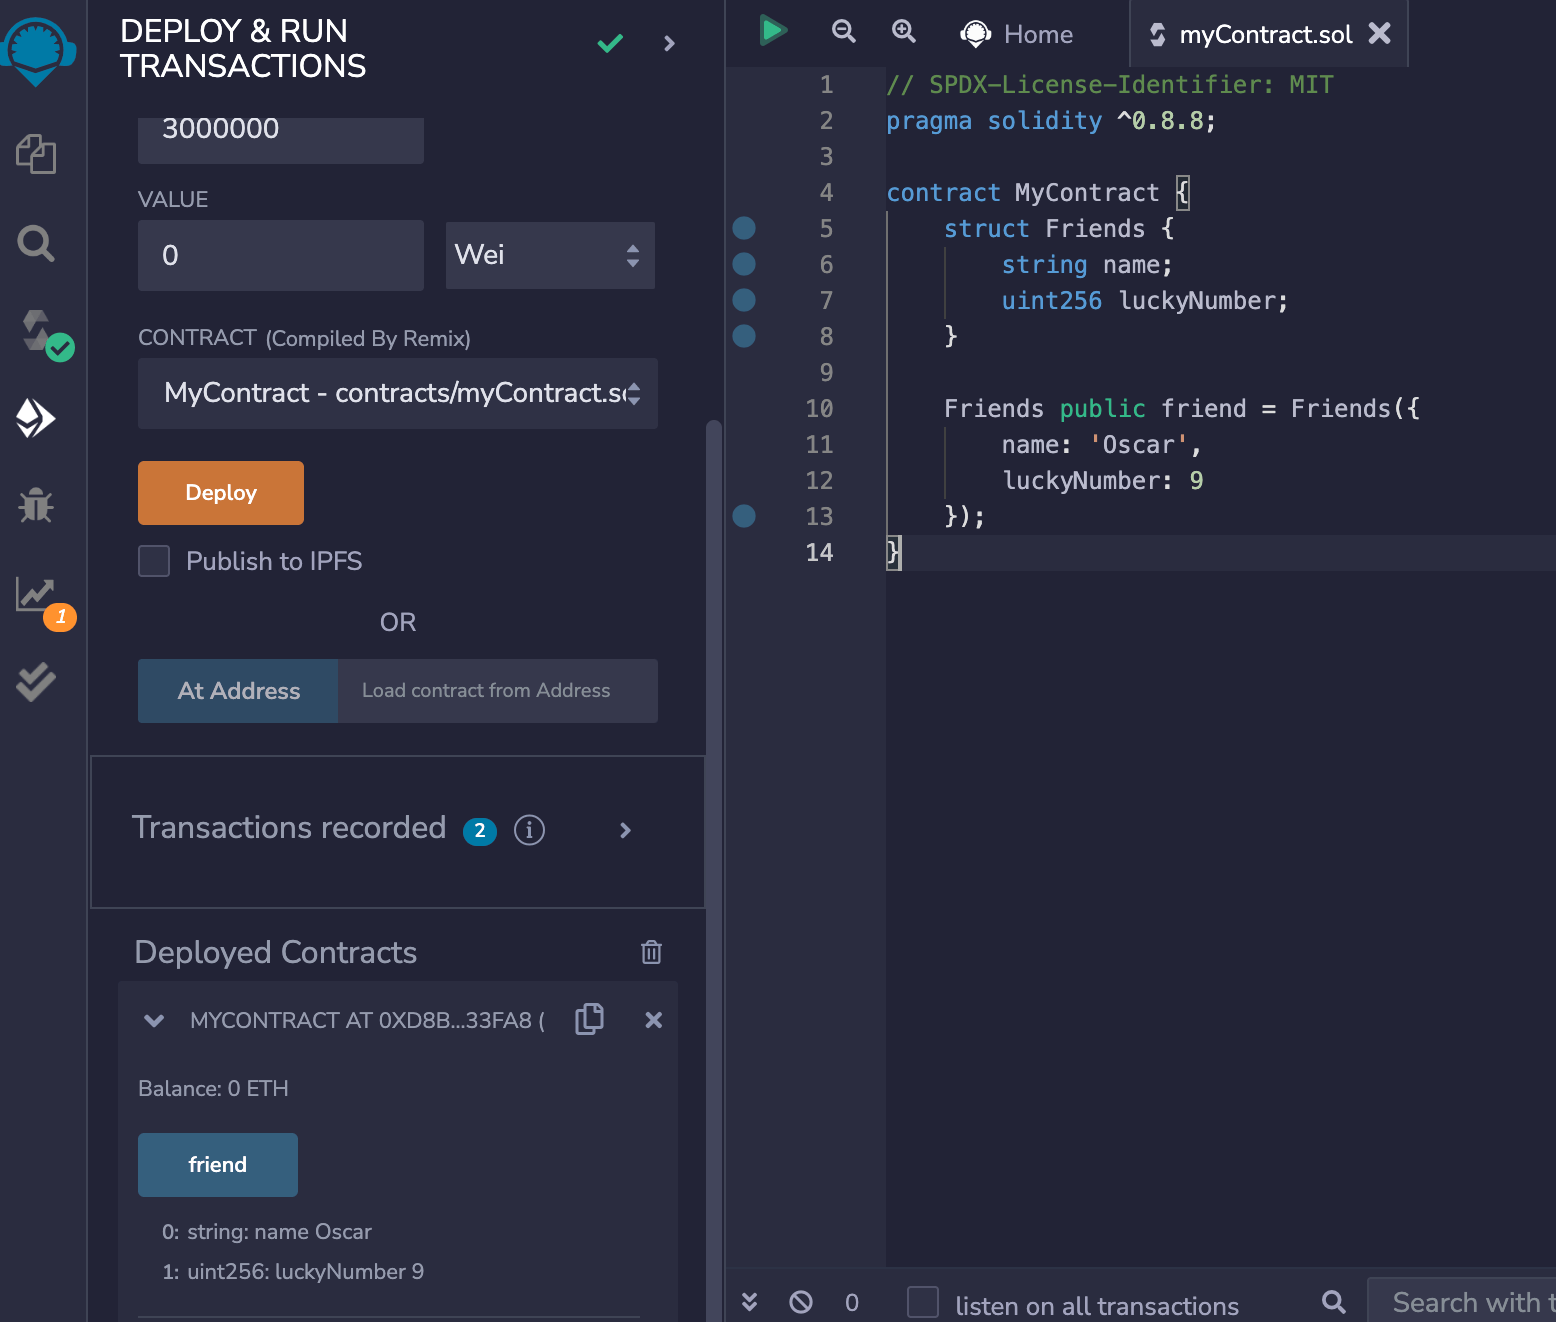 DEPLOY & RUN
TRANSACTIONS
3000000
VALUE
0
Wei
CONTRACT (Compiled By Remix)
MyContract - contracts/myContract.so
Deploy
Publish to IPFS
OR
At Address
Load contract from Address
1
Transactions recorded 2 i
Deployed Contracts
MYCONTRACT AT 0XD8B...33FA8 (
Balance: 0 ETH
friend
0: string: name Oscar
1: uint256: luckyNumber 9
Home
myContract.sol
1 // SPDX-License-Identifier: MIT
2 pragma solidity ^0.8.8;
3
4 contract MyContract {
5 struct Friends {
6 string name;
7 uint256 luckyNumber;
8 }
9
10 Friends public friend = Friends({
11 name: 'Oscar',
12 luckyNumber: 9
13 });
14 }
0
listen on all transactions
Search with t